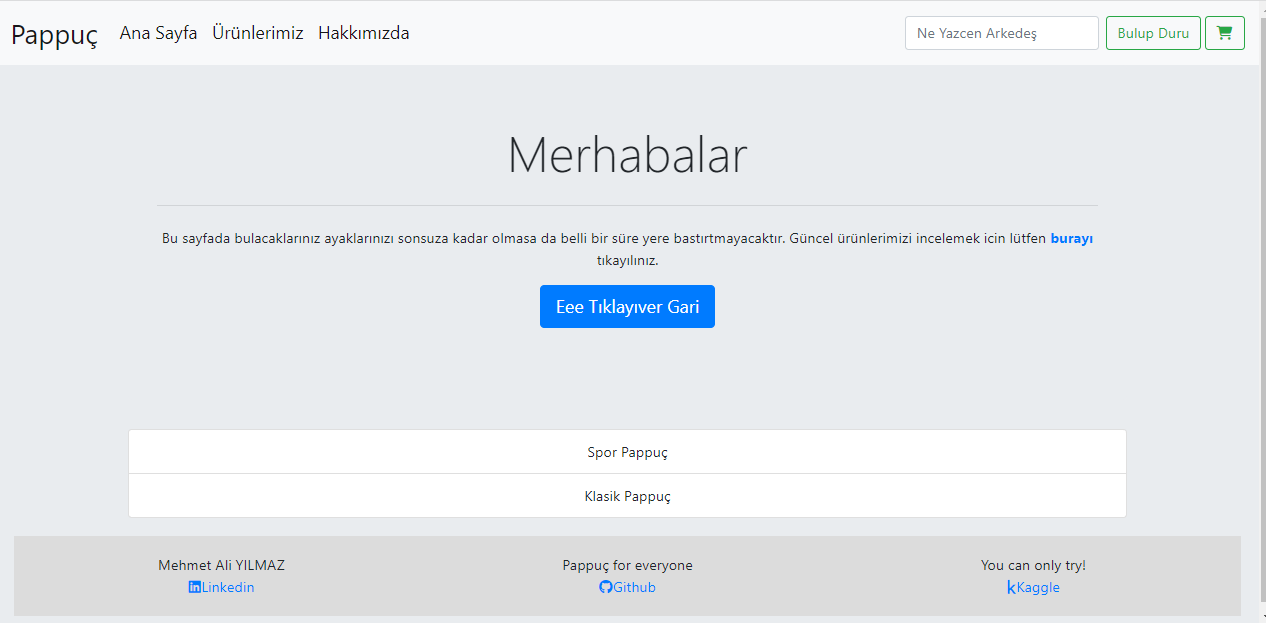 Pappuç Ana Sayfa Ürünlerimiz Hakkımızda Ne Yazcen Arkedeş Bulup Duru
Merhabalar
Bu sayfada bulacaklarınız ayaklarınızı sonsuza kadar olmasa da belli bir süre yere bastırtmayacaktır. Güncel ürünlerimizi incelemek icin lütfen burayı
tıkayılınız.
Eee Tıklayıver Gari
Spor Pappuç
Klasik Pappuç
Mehmet Ali YILMAZ Pappuç for everyone You can only try!
Linkedin Github Kaggle